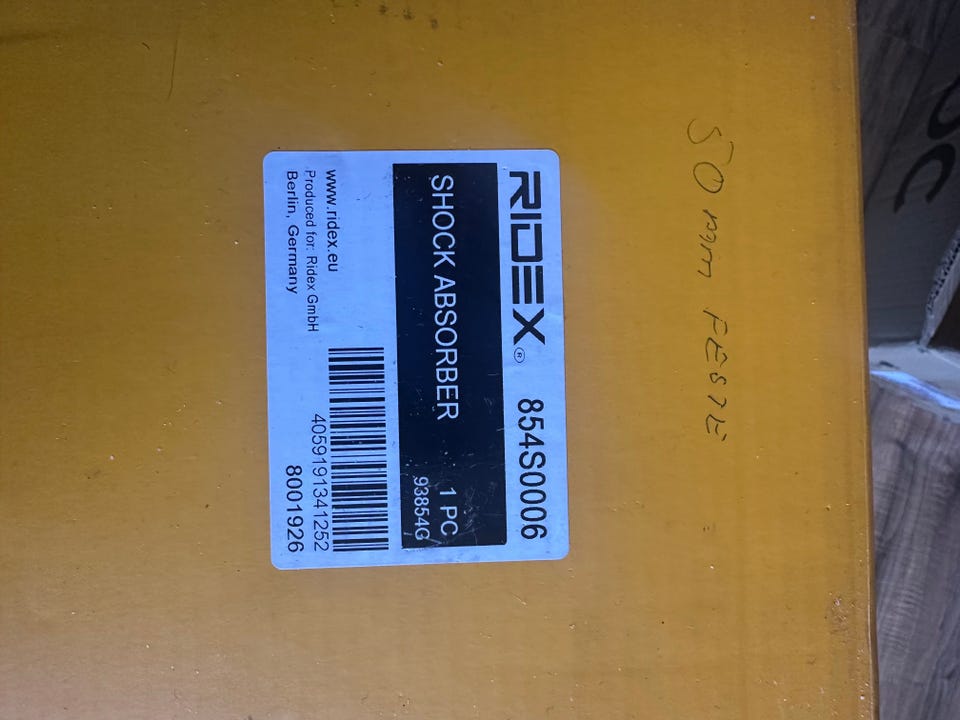 50 mm FESTE
RIDEX® 854S0006
SHOCK ABSORBER 1 PC
93854G
www.ridex.eu
Produced for: Ridex GmbH
Berlin, Germany
4059191341252
8001926